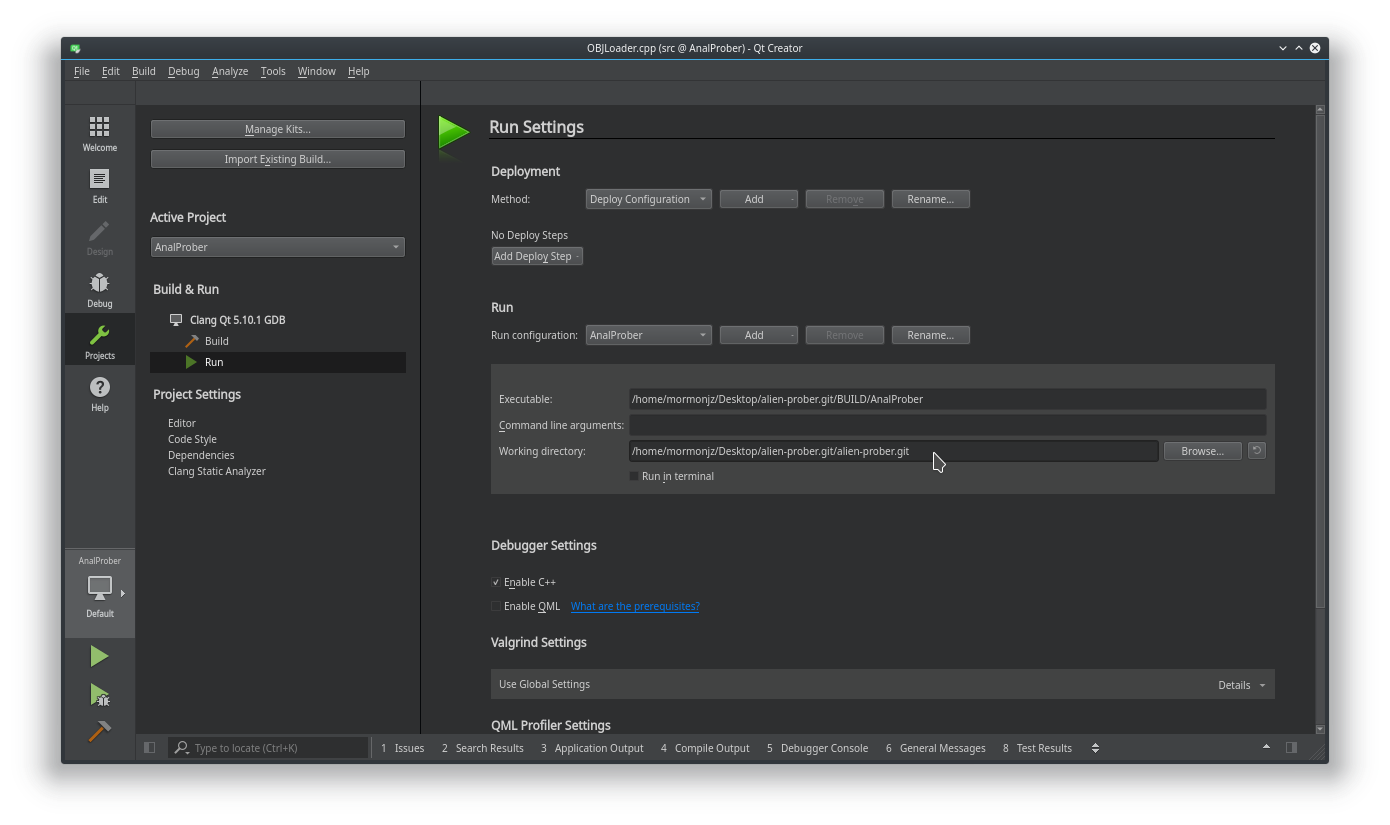 OBJLoader.cpp (src @ AnalProber) - Qt Creator
File Edit Build Debug Analyze Tools Window Help
Welcome
Edit
Design
Debug
Projects
Help
AnalProber
Default
Manage Kits...
Import Existing Build...
Active Project
AnalProber
Build & Run
Clang Qt 5.10.1 GDB
Build
Run
Project Settings
Editor
Code Style
Dependencies
Clang Static Analyzer
Run Settings
Deployment
Method: Deploy Configuration Add Remove Rename...
No Deploy Steps
Add Deploy Step
Run
Run configuration: AnalProber Add Remove Rename...
Executable: /home/mormonjz/Desktop/alien-prober.git/BUILD/AnalProber
Command line arguments:
Working directory: /home/mormonjz/Desktop/alien-prober.git/alien-prober.git Browse...
Run in terminal
Debugger Settings
Enable C++
Enable QML What are the prerequisites?
Valgrind Settings
Use Global Settings Details
QML Profiler Settings
Type to locate (Ctrl+K) 1 Issues 2 Search Results 3 Application Output 4 Compile Output 5 Debugger Console 6 General Messages 8 Test Results